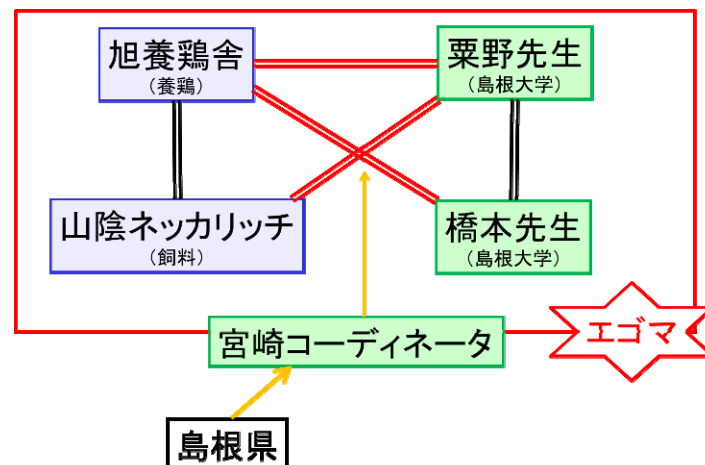 旭養鶏舎
（養鶏）
粟野先生
（島根大学）
山陰ネッカリッチ
（飼料）
橋本先生
（島根大学）
エゴマ
宮崎コーディネータ
島根県